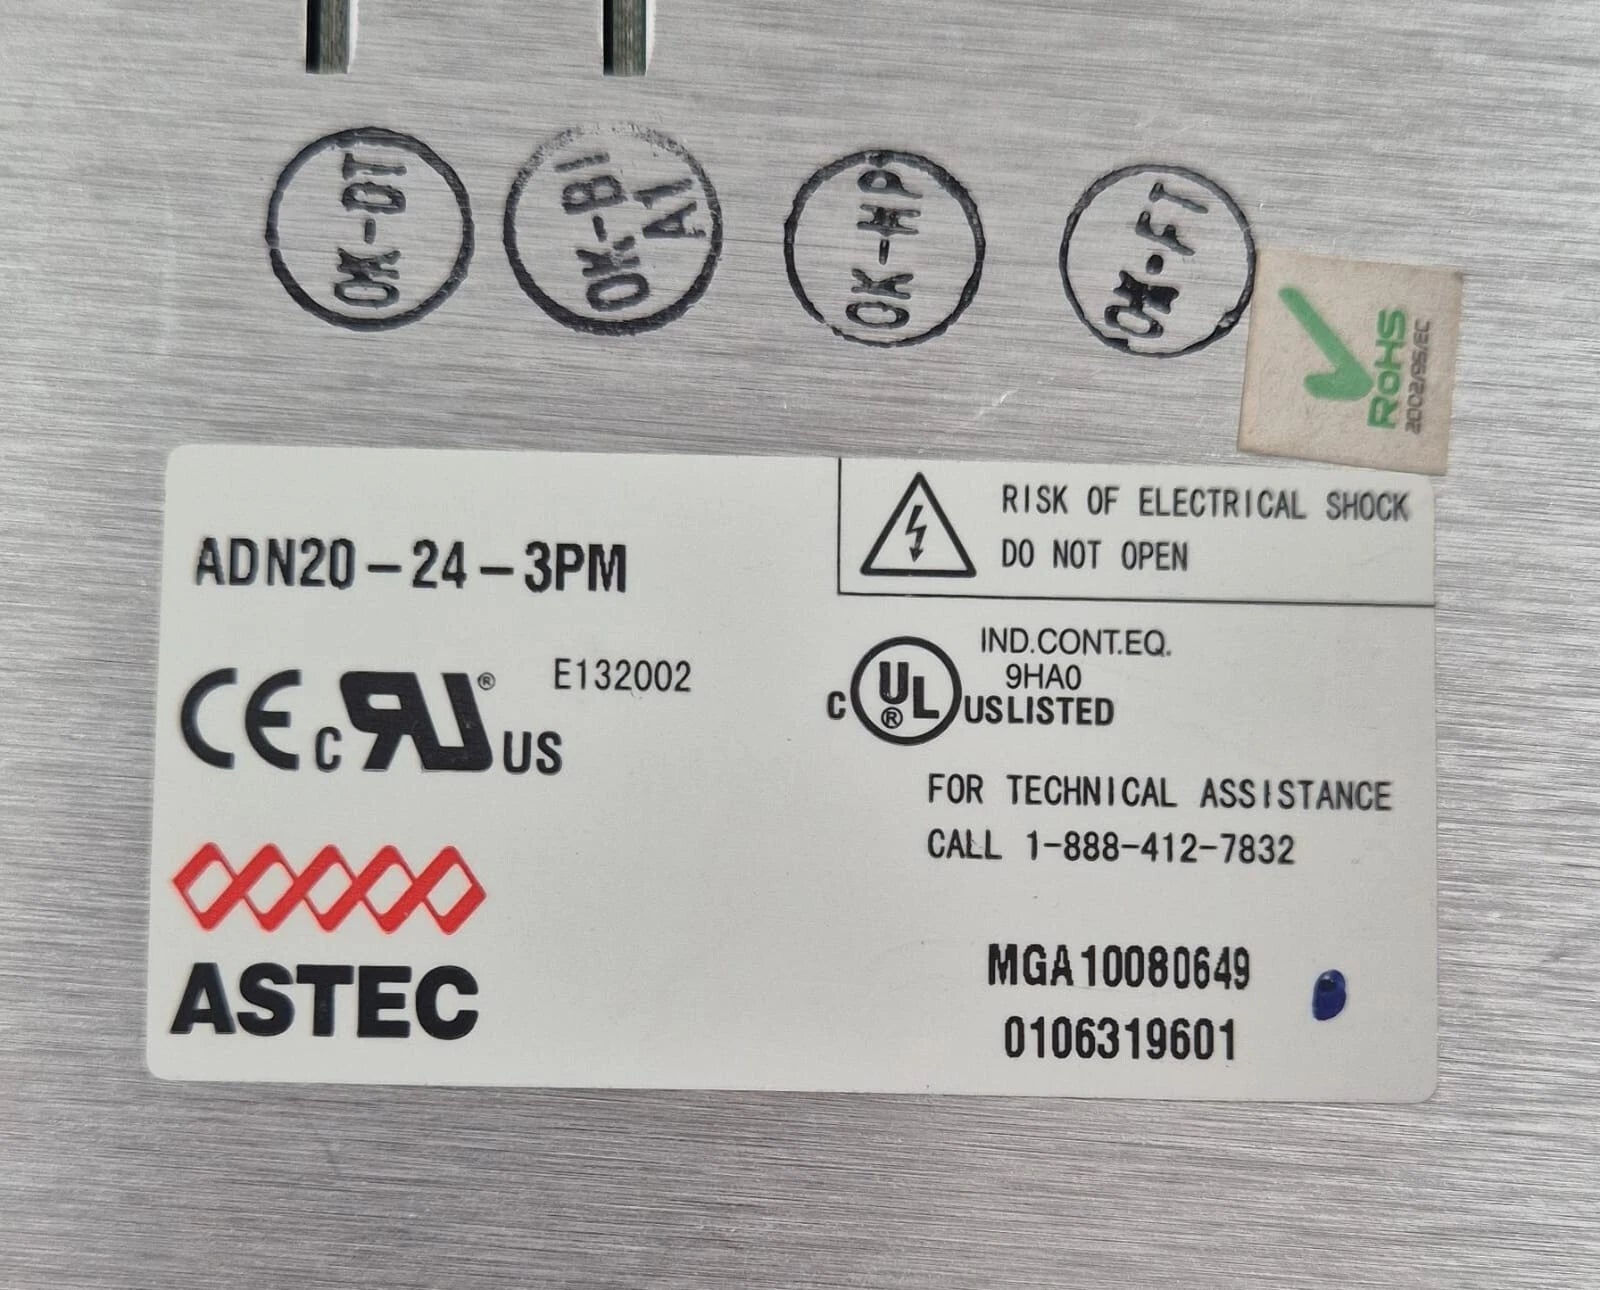 OK-DT
OK-BI
A1
OK-HP
OK-FT
RoHS
2002/95/EC
RISK OF ELECTRICAL SHOCK
DO NOT OPEN
ADN20-24-3PM
CE
C RU® US
E132002
IND.CONT.EQ.
9HA0
C UL® US LISTED
FOR TECHNICAL ASSISTANCE
CALL 1-888-412-7832
ASTEC
MGA10080649
0106319601